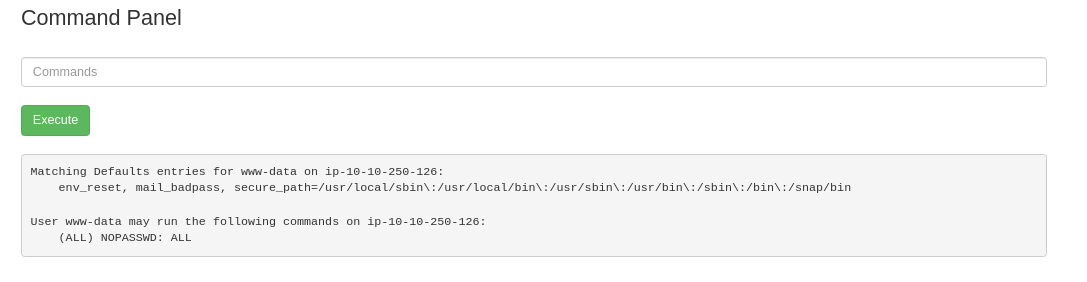 Command Panel
Commands
Execute
Matching Defaults entries for www-data on ip-10-10-250-126:
env_reset, mail_badpass, secure_path=/usr/local/sbin\:/usr/local/bin\:/usr/sbin\:/usr/bin\:/sbin\:/bin\:/snap/bin
User www-data may run the following commands on ip-10-10-250-126:
(ALL) NOPASSWD: ALL